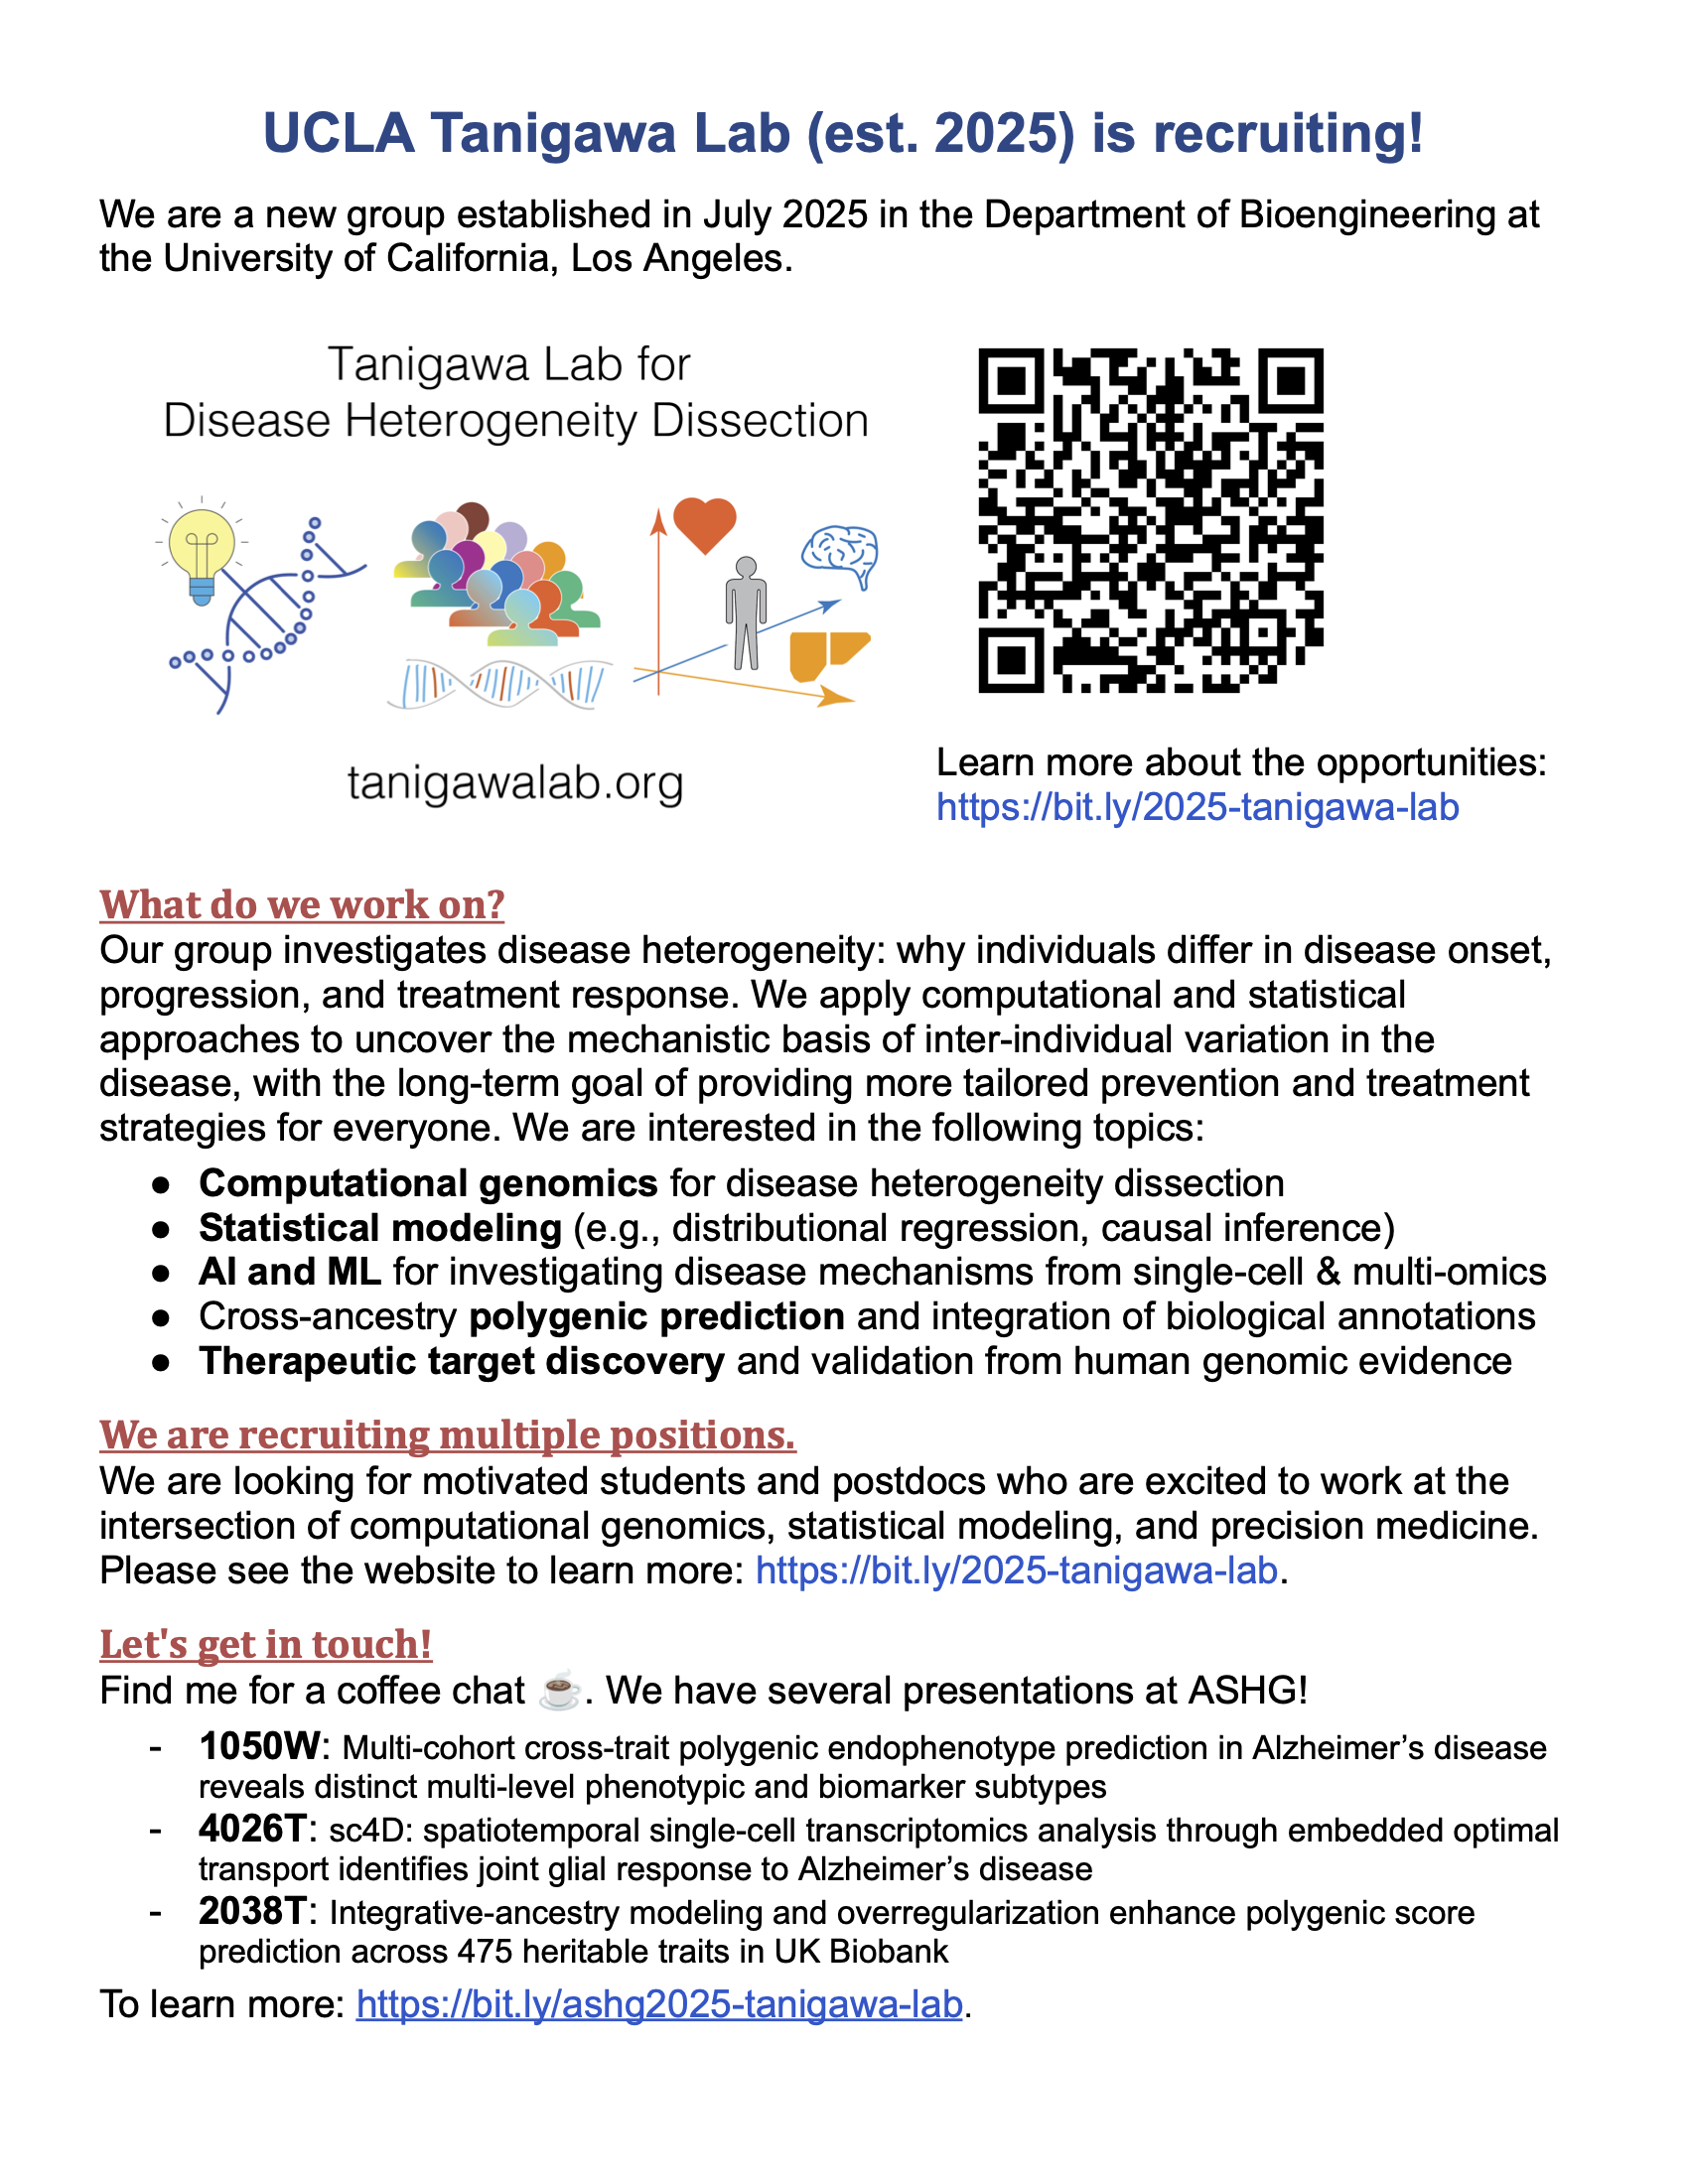 UCLA Tanigawa Lab (est. 2025) is recruiting!
We are a new group established in July 2025 in the Department of Bioengineering at
the University of California, Los Angeles.
Tanigawa Lab for
Disease Heterogeneity Dissection
tanigawalab.org
Learn more about the opportunities:
https://bit.ly/2025-tanigawa-lab
What do we work on?
Our group investigates disease heterogeneity: why individuals differ in disease onset,
progression, and treatment response. We apply computational and statistical
approaches to uncover the mechanistic basis of inter-individual variation in the
disease, with the long-term goal of providing more tailored prevention and treatment
strategies for everyone. We are interested in the following topics:
● Computational genomics for disease heterogeneity dissection
● Statistical modeling (e.g., distributional regression, causal inference)
● AI and ML for investigating disease mechanisms from single-cell & multi-omics
● Cross-ancestry polygenic prediction and integration of biological annotations
● Therapeutic target discovery and validation from human genomic evidence
We are recruiting multiple positions.
We are looking for motivated students and postdocs who are excited to work at the
intersection of computational genomics, statistical modeling, and precision medicine.
Please see the website to learn more: https://bit.ly/2025-tanigawa-lab.
Let's get in touch!
Find me for a coffee chat ☕. We have several presentations at ASHG!
- 1050W: Multi-cohort cross-trait polygenic endophenotype prediction in Alzheimer’s disease
reveals distinct multi-level phenotypic and biomarker subtypes
- 4026T: sc4D: spatiotemporal single-cell transcriptomics analysis through embedded optimal
transport identifies joint glial response to Alzheimer’s disease
- 2038T: Integrative-ancestry modeling and overregularization enhance polygenic score
prediction across 475 heritable traits in UK Biobank
To learn more: https://bit.ly/ashg2025-tanigawa-lab.